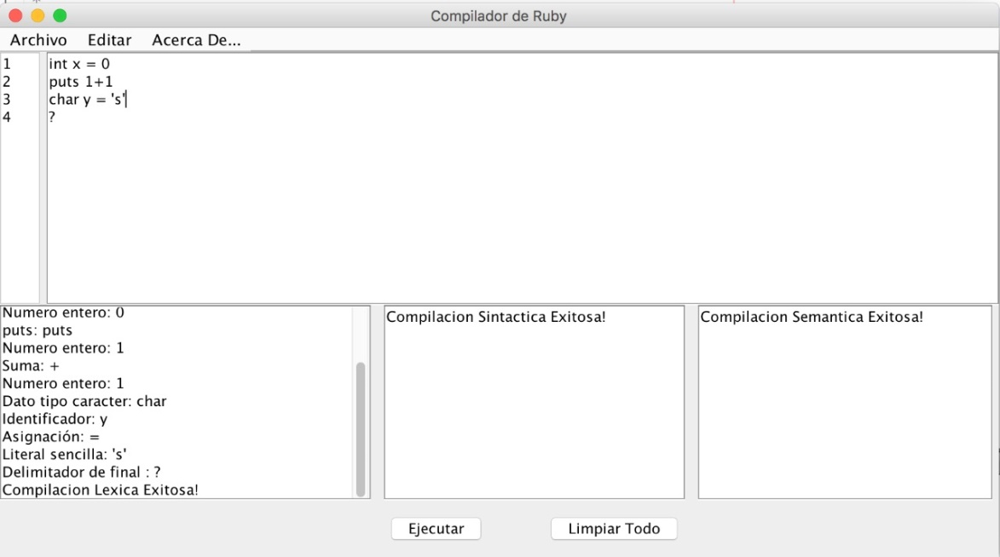 Compilador de Ruby
Archivo Editar Acerca De...
1 int x = 0
2 puts 1+1
3 char y = 's'
4 ?
Numero entero: 0
puts: puts
Numero entero: 1
Suma: +
Numero entero: 1
Dato tipo caracter: char
Identificador: y
Asignación: =
Literal sencilla: 's'
Delimitador de final : ?
Compilacion Lexica Exitosa!
Compilacion Sintactica Exitosa!
Compilacion Semantica Exitosa!
Ejecutar Limpiar Todo